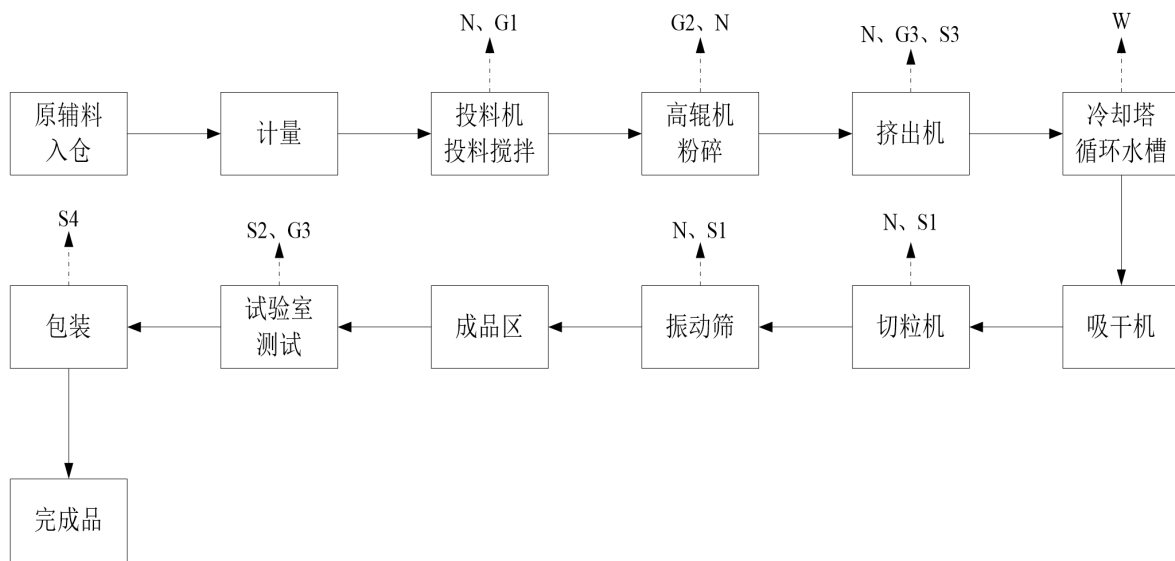 N、G1
G2、N
N、G3、S3
W
原辅料
入仓
计量
投料机
投料搅拌
高辊机
粉碎
挤出机
冷却塔
循环水槽
S4
S2、G3
N、S1
N、S1
包装
试验室
测试
成品区
振动筛
切粒机
吸干机
完成品